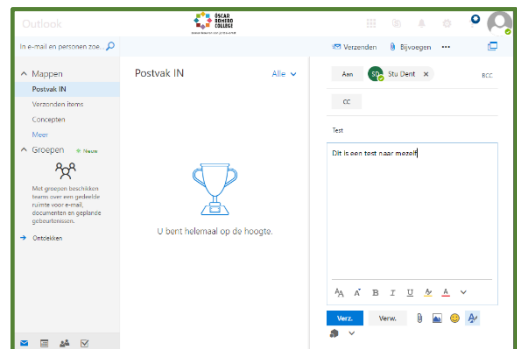 Outlook
OSCAR
ROMERO
COLLEGE
In e-mail en personen zoe
Verzenden
Bijvoegen
Mappen
Postvak IN
Verzonden items
Concepten
Meer
Groepen
Nieuw
Met groepen beschikken
teams over een gedeelde
ruimte voor e-mail,
documenten en geplande
gebeurtenissen.
Ontdekken
Postvak IN
Alle
U bent helemaal op de hoogte.
Aan
SD
Stu Dent x
BCC
CC
Test
Dit is een test naar mezelf
B I U A
Verz.
Verw.